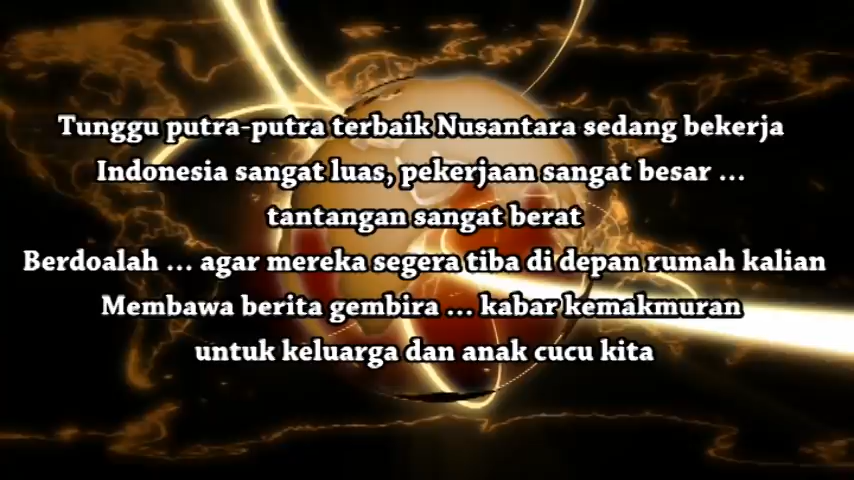 Tunggu putra-putra terbaik Nusantara sedang bekerja
Indonesia sangat luas, pekerjaan sangat besar ...
tantangan sangat berat
Berdoalah ... agar mereka segera tiba di depan rumah kalian
Membawa berita gembira ... kabar kemakmuran
untuk keluarga dan anak cucu kita